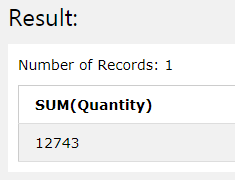 Result:
Number of Records: 1
SUM(Quantity)
12743